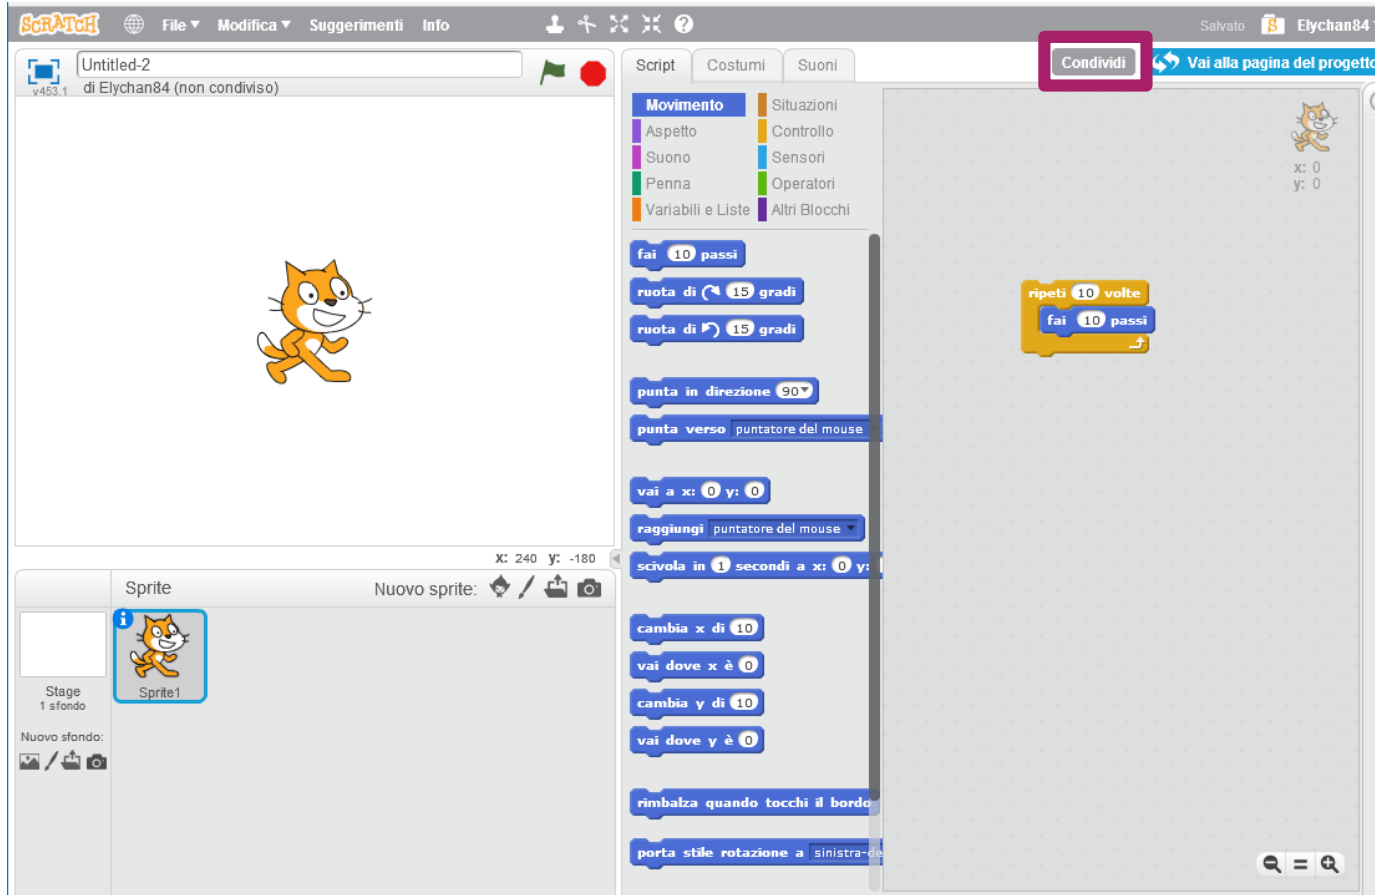 SCRATCH File Modifica Suggerimenti Info Salvato S Elychan84
Untitled-2
v453.1 di Elychan84 (non condiviso)
Script Costumi Suoni
Condividi Vai alla pagina del progetto
Movimento Situazioni
Aspetto Controllo
Suono Sensori
Penna Operatori
Variabili e Liste Altri Blocchi
fai 10 passi
ruota di 15 gradi
ruota di 15 gradi
punta in direzione 90
punta verso puntatore del mouse
vai a x: 0 y: 0
raggiungi puntatore del mouse
scivola in 1 secondi a x: 0 y:
cambia x di 10
vai dove x è 0
cambia y di 10
vai dove y è 0
rimbalza quando tocchi il bordo
porta stile rotazione a sinistra-de
x: 0
y: 0
ripeti 10 volte
fai 10 passi
X: 240 y: -180
Sprite Nuovo sprite:
Stage
1 sfondo
Sprite1
Nuovo sfondo: